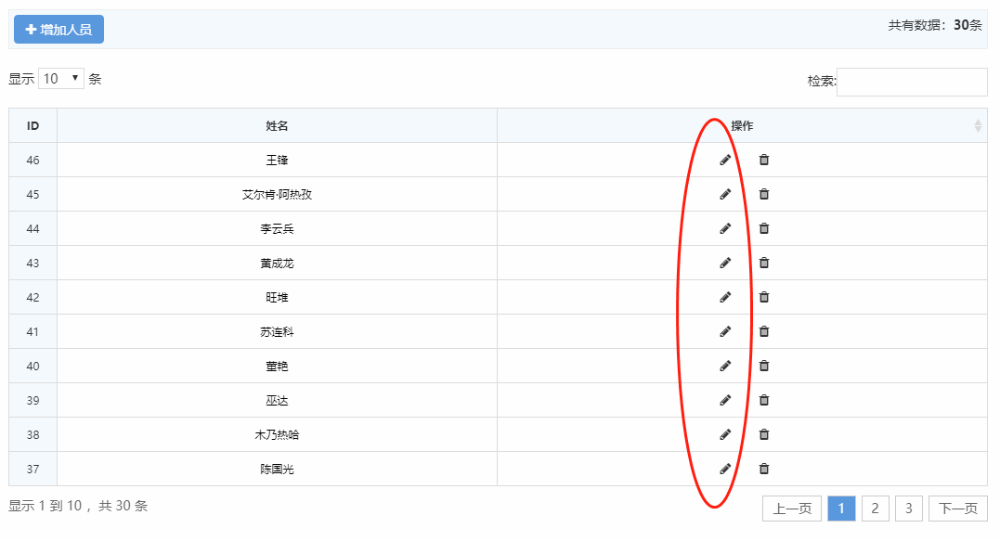 增加人员
共有数据：30条
显示 10 条
检索:
ID 姓名 操作
46 王锋
45 艾尔肯·阿热孜
44 李云兵
43 黄成龙
42 旺堆
41 苏连科
40 董艳
39 巫达
38 木乃热哈
37 陈国光
显示 1 到 10 ，共 30 条
上一页 1 2 3 下一页